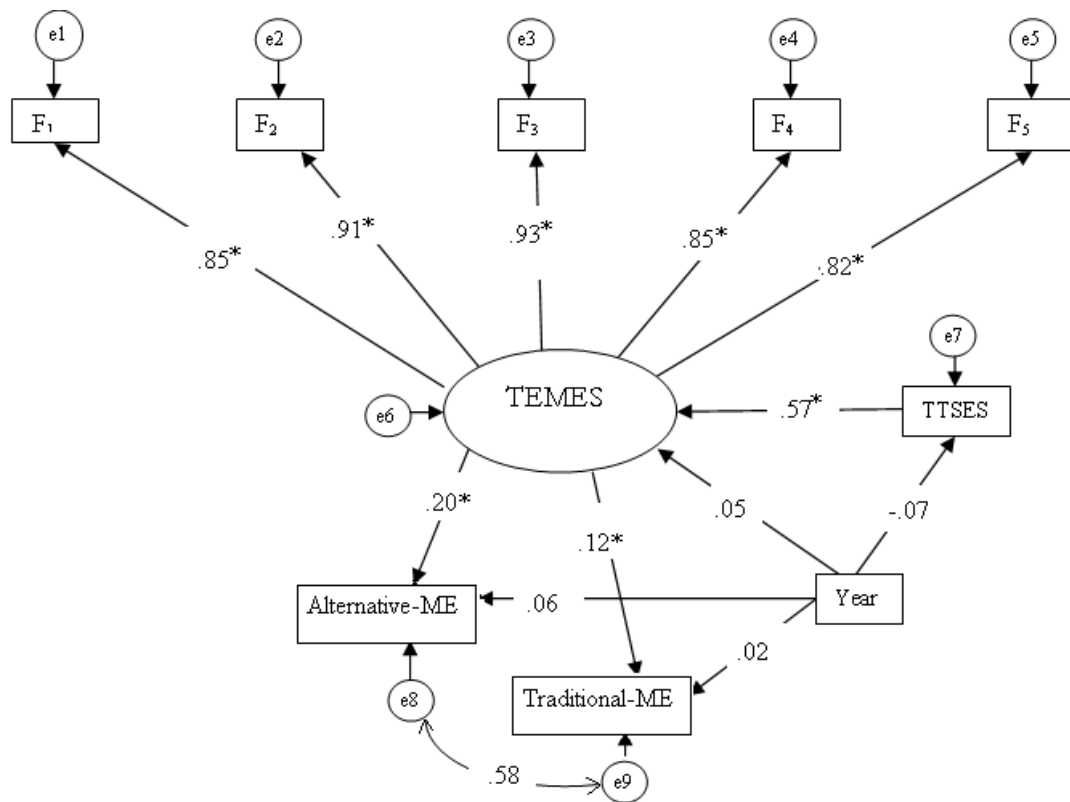 e1 e2 e3 e4 e5
F₁ F₂ F₃ F₄ F₅
.85* .91* .93* .85* .82*
e7
TEMES
e6 .57* TTSES
.20* .05 -.07
.12*
Alternative-ME .06 Year
.02
e8 Traditional-ME
.58 e9